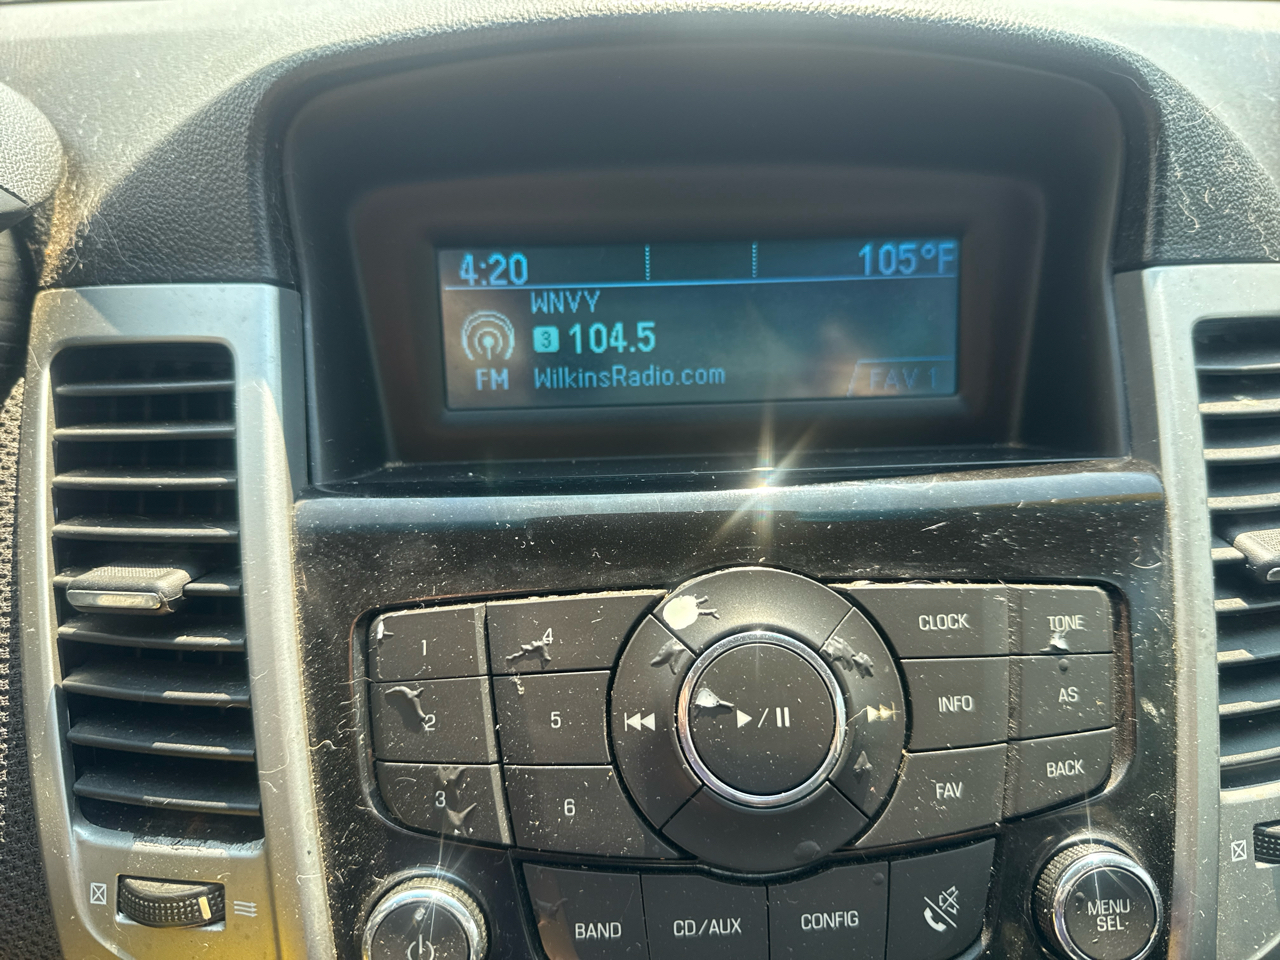 4:20 105°F
WNVY
3 104.5
FM WilkinsRadio.com FAV 1
1 4 CLOCK TONE
2 5 INFO AS
3 6 FAV BACK
BAND CD/AUX CONFIG MENU
SEL